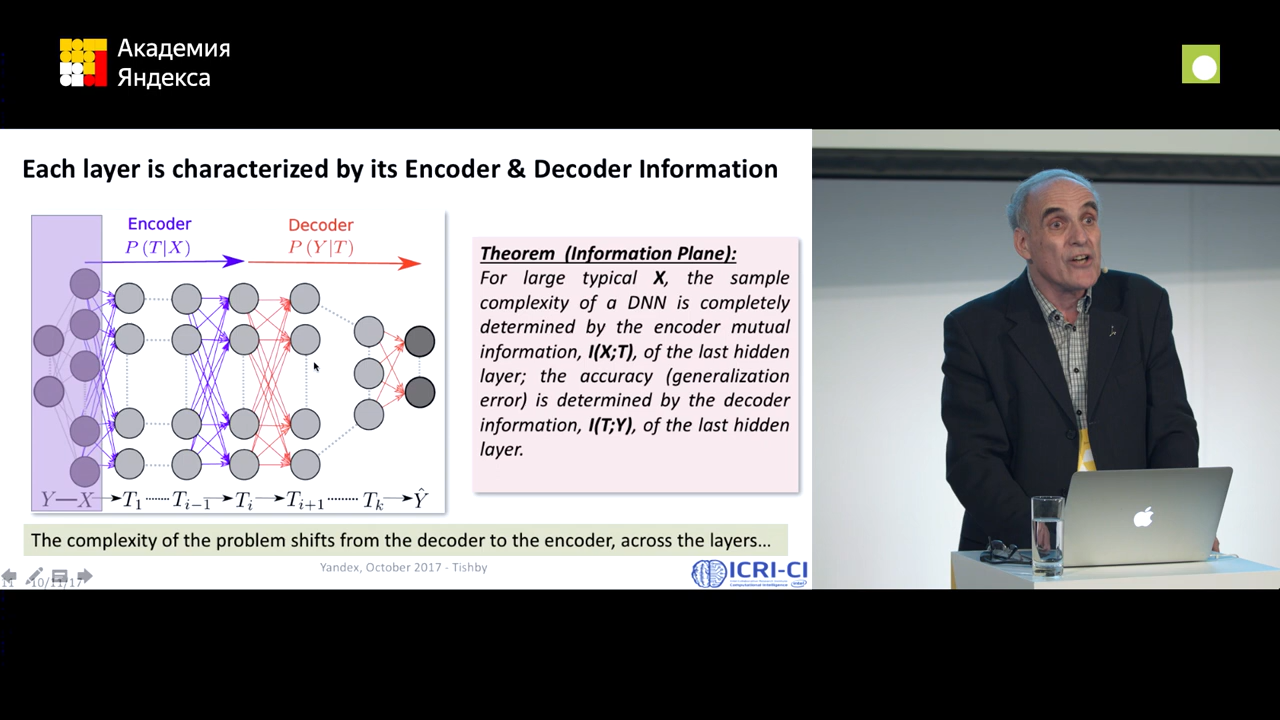 Академия
Яндекса
Each layer is characterized by its Encoder & Decoder Information
Encoder
P (T|X)
Decoder
P (Y|T)
Y — X → T₁ ······ Tᵢ₋₁ → Tᵢ → Tᵢ₊₁ ········ Tₖ → Ŷ
Theorem (Information Plane):
For large typical X, the sample
complexity of a DNN is completely
determined by the encoder mutual
information, I(X;T), of the last hidden
layer; the accuracy (generalization
error) is determined by the decoder
information, I(T;Y), of the last hidden
layer.
The complexity of the problem shifts from the decoder to the encoder, across the layers...
11
10/11/17
Yandex, October 2017 - Tishby
ICRI-CI